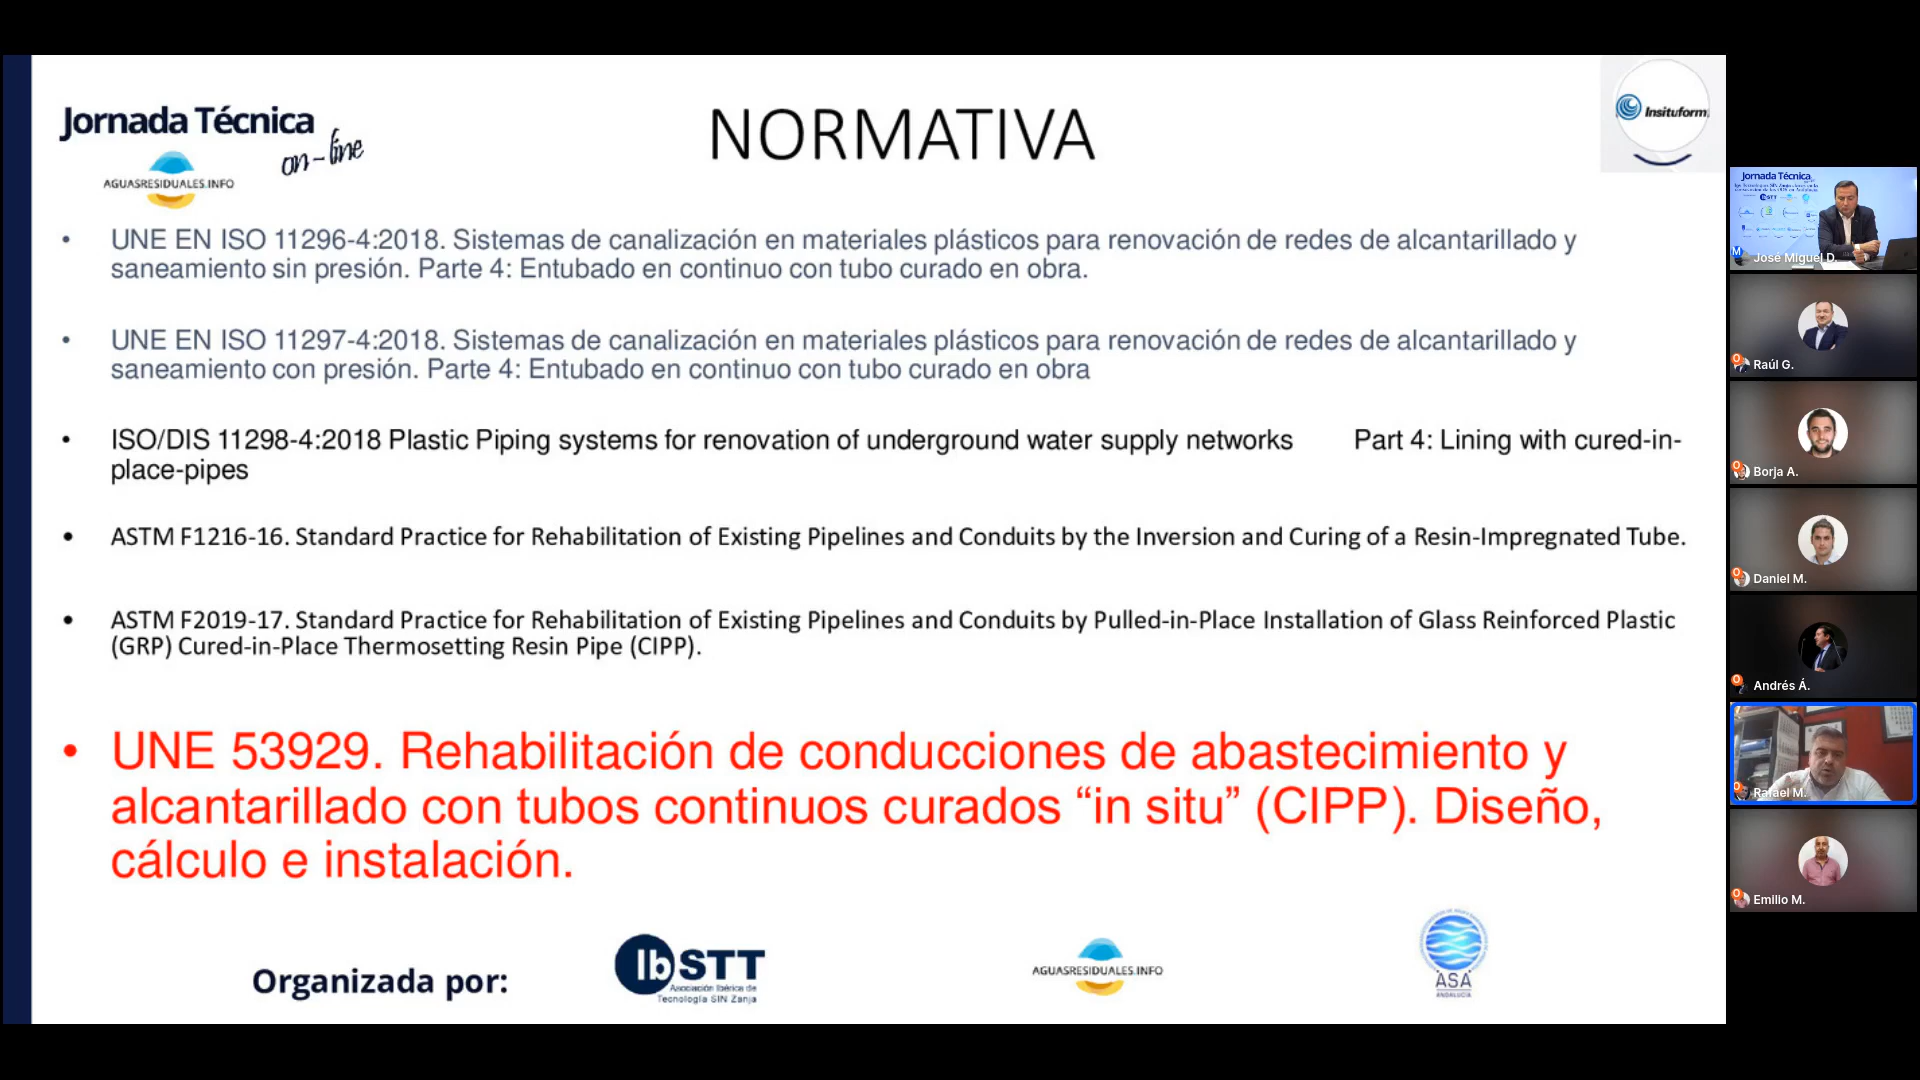 Jornada Técnica
on-line
AGUASRESIDUALES.INFO
NORMATIVA
Insituform
• UNE EN ISO 11296-4:2018. Sistemas de canalización en materiales plásticos para renovación de redes de alcantarillado y
saneamiento sin presión. Parte 4: Entubado en continuo con tubo curado en obra.
• UNE EN ISO 11297-4:2018. Sistemas de canalización en materiales plásticos para renovación de redes de alcantarillado y
saneamiento con presión. Parte 4: Entubado en continuo con tubo curado en obra
• ISO/DIS 11298-4:2018 Plastic Piping systems for renovation of underground water supply networks Part 4: Lining with cured-in-
place-pipes
• ASTM F1216-16. Standard Practice for Rehabilitation of Existing Pipelines and Conduits by the Inversion and Curing of a Resin-Impregnated Tube.
• ASTM F2019-17. Standard Practice for Rehabilitation of Existing Pipelines and Conduits by Pulled-in-Place Installation of Glass Reinforced Plastic
(GRP) Cured-in-Place Thermosetting Resin Pipe (CIPP).
• UNE 53929. Rehabilitación de conducciones de abastecimiento y
alcantarillado con tubos continuos curados “in situ” (CIPP). Diseño,
cálculo e instalación.
Organizada por:
IbSTT
Asociación Ibérica de
Tecnología SIN Zanja
AGUASRESIDUALES.INFO
ASA
ANDALUCÍA
Jornada Técnica
IbSTT
José Miguel D.
Raúl G.
Borja A.
Daniel M.
Andrés Á.
Rafael M.
Emilio M.